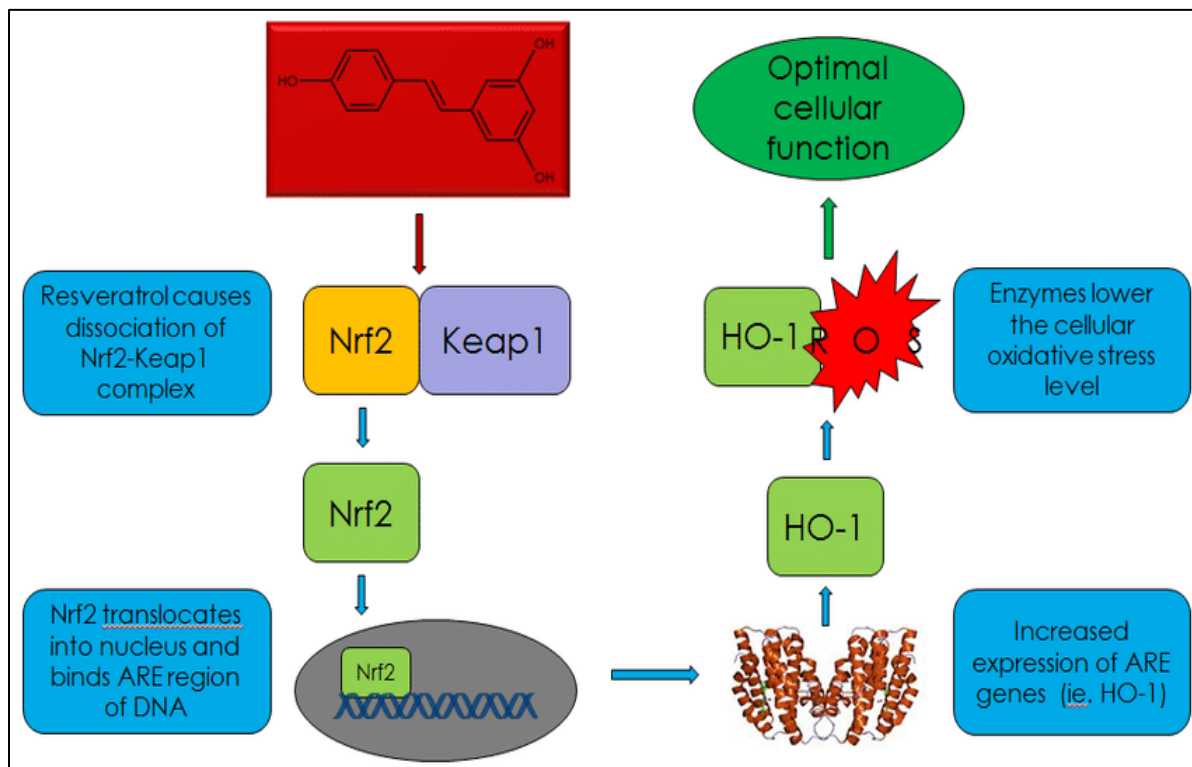 HO
OH
OH
Resveratrol causes
dissociation of
Nrf2-Keap1
complex
Nrf2
Keap1
Nrf2
Nrf2 translocates
into nucleus and
binds ARE region
of DNA
Nrf2
Optimal
cellular
function
HO-1
R O S
Enzymes lower
the cellular
oxidative stress
level
HO-1
Increased
expression of ARE
genes (ie. HO-1)